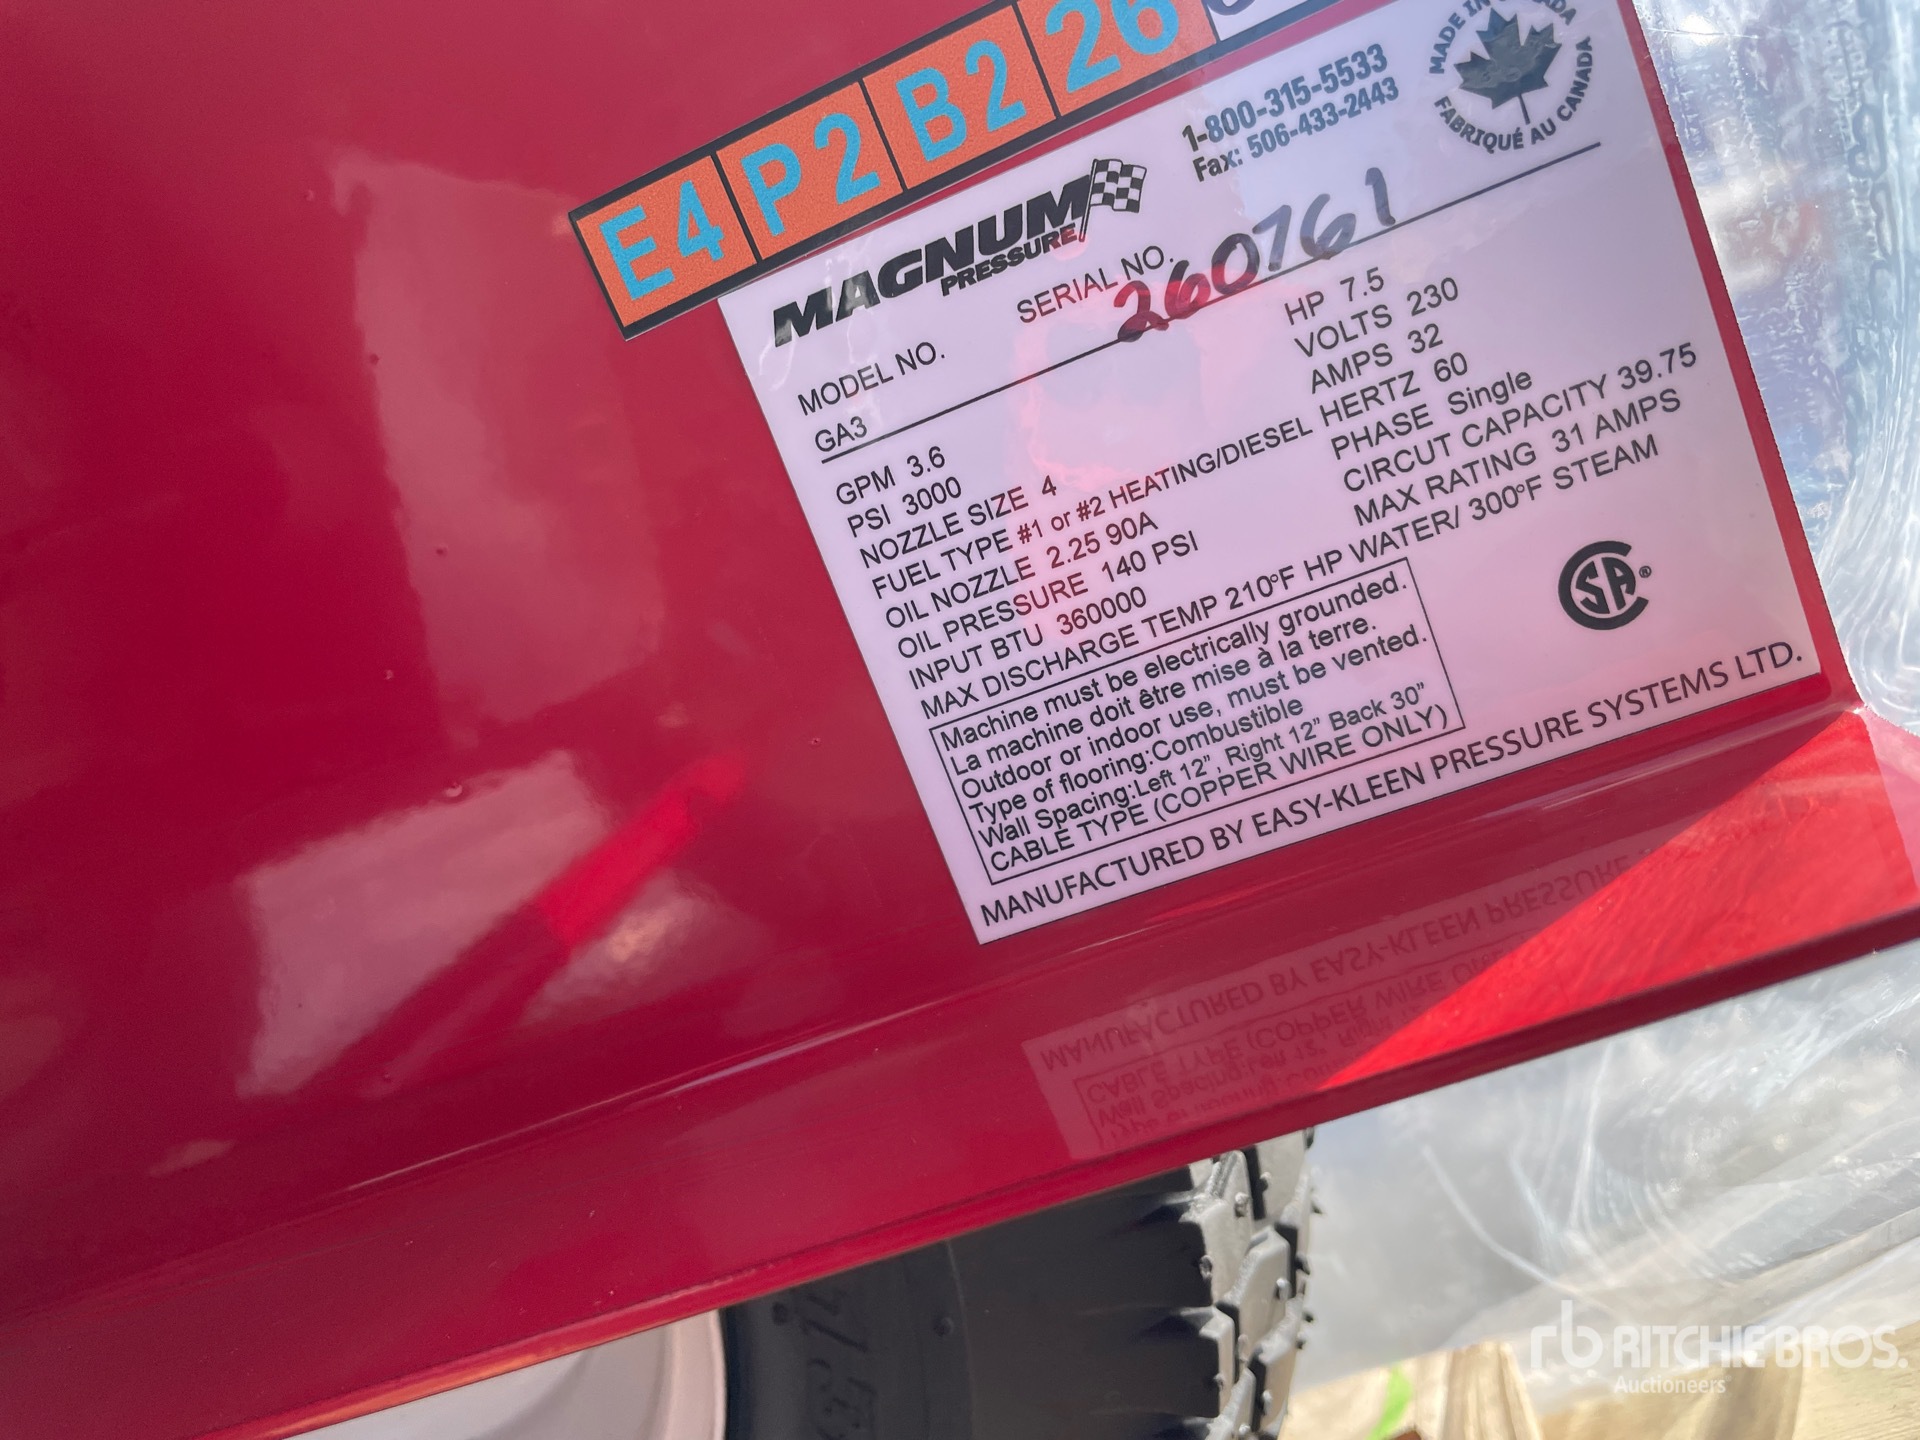 E4 P2 B2 26
MAGNUM
PRESSURE
1-800-315-5533
Fax: 506-433-2443
MADE IN CANADA
FABRIQUÉ AU CANADA
MODEL NO.
SERIAL NO.
GA3
260761
GPM 3.6
PSI 3000
NOZZLE SIZE 4
FUEL TYPE #1 or #2 HEATING/DIESEL
OIL NOZZLE 2.25 90A
OIL PRESSURE 140 PSI
INPUT BTU 360000
MAX DISCHARGE TEMP 210°F HP WATER/ 300°F STEAM
HP 7.5
VOLTS 230
AMPS 32
HERTZ 60
PHASE Single
CIRCUT CAPACITY 39.75
MAX RATING 31 AMPS
Machine must be electrically grounded.
La machine doit être mise à la terre.
Outdoor or indoor use, must be vented.
Type of flooring:Combustible
Wall Spacing:Left 12", Right 12" Back 30"
CABLE TYPE (COPPER WIRE ONLY)
CSA®
MANUFACTURED BY EASY-KLEEN PRESSURE SYSTEMS LTD.
rb RITCHIE BROS.
Auctioneers